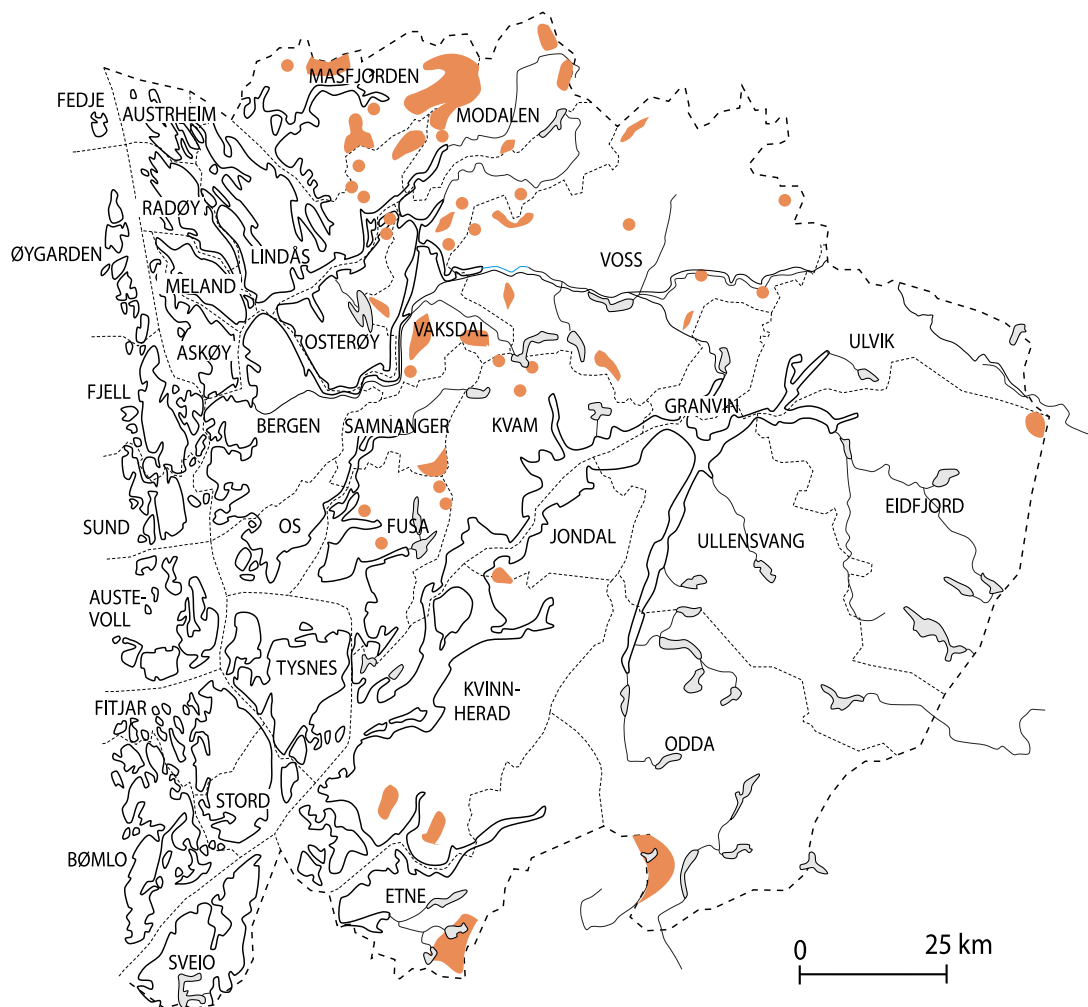 MASFJORDEN
FEDJE
AUSTRHEIM
MODALEN
RADØY
ØYGARDEN
LINDÅS
VOSS
MELAND
OSTERØY
VAKSDAL
ASKØY
ULVIK
FJELL
BERGEN
SAMNANGER
KVAM
GRANVIN
EIDFJORD
SUND
OS
FUSA
JONDAL
ULLENSVANG
AUSTE-
VOLL
TYSNES
KVINN-
HERAD
FITJAR
ODDA
STORD
BØMLO
ETNE
SVEIO
0 25 km